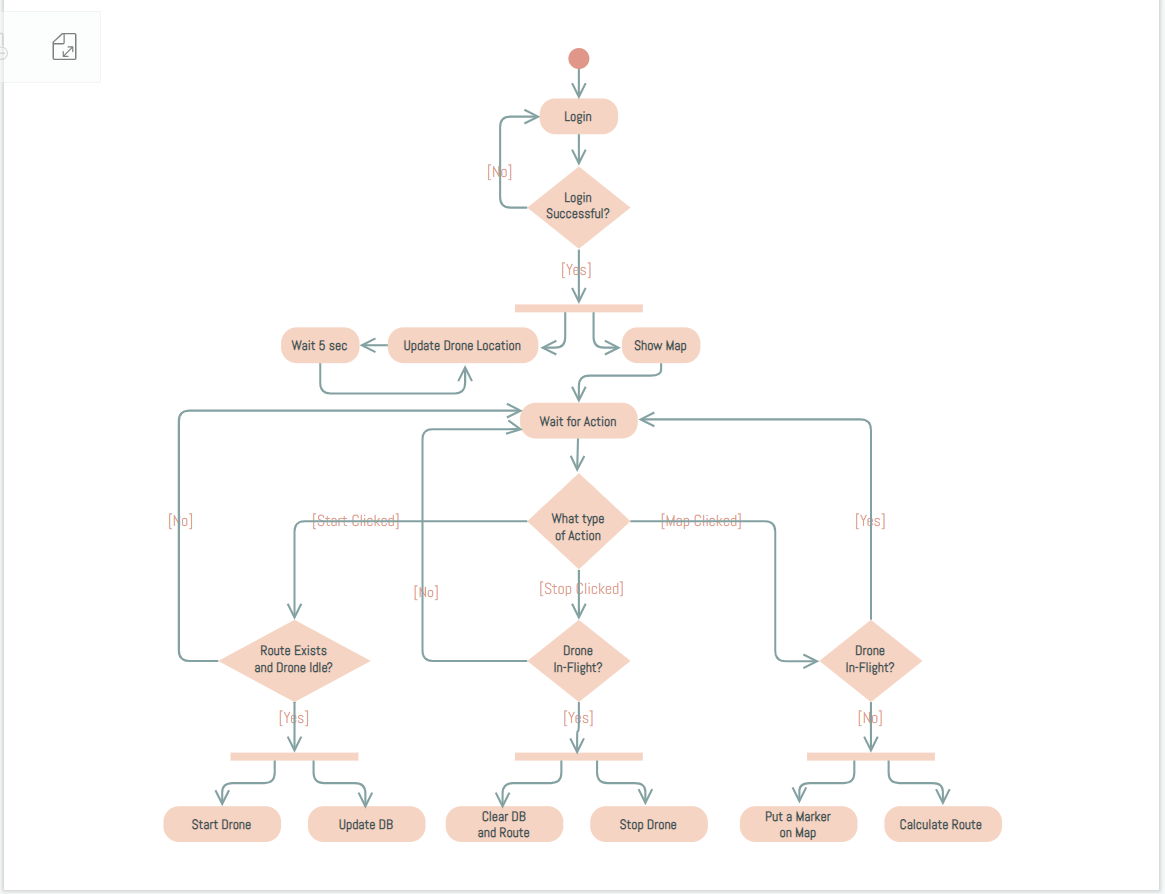 Login
[No]
Login
Successful?
[Yes]
Wait 5 sec
Update Drone Location
Show Map
Wait for Action
[No]
[Start Clicked]
What type
of Action
[Map Clicked]
[Yes]
[No]
[Stop Clicked]
Route Exists
and Drone Idle?
Drone
In-Flight?
Drone
In-Flight?
[Yes]
[Yes]
[No]
Start Drone
Update DB
Clear DB
and Route
Stop Drone
Put a Marker
on Map
Calculate Route